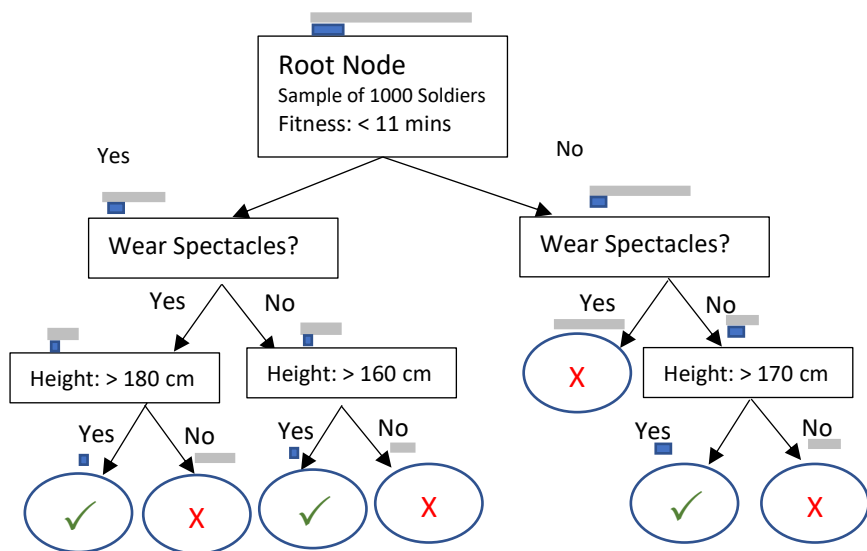 Root Node
Sample of 1000 Soldiers
Fitness: < 11 mins
Yes
No
Wear Spectacles?
Wear Spectacles?
Yes
No
Yes
No
Height: > 180 cm
Height: > 160 cm
X
Height: > 170 cm
Yes
No
Yes
No
Yes
No
✓
X
✓
X
✓
X